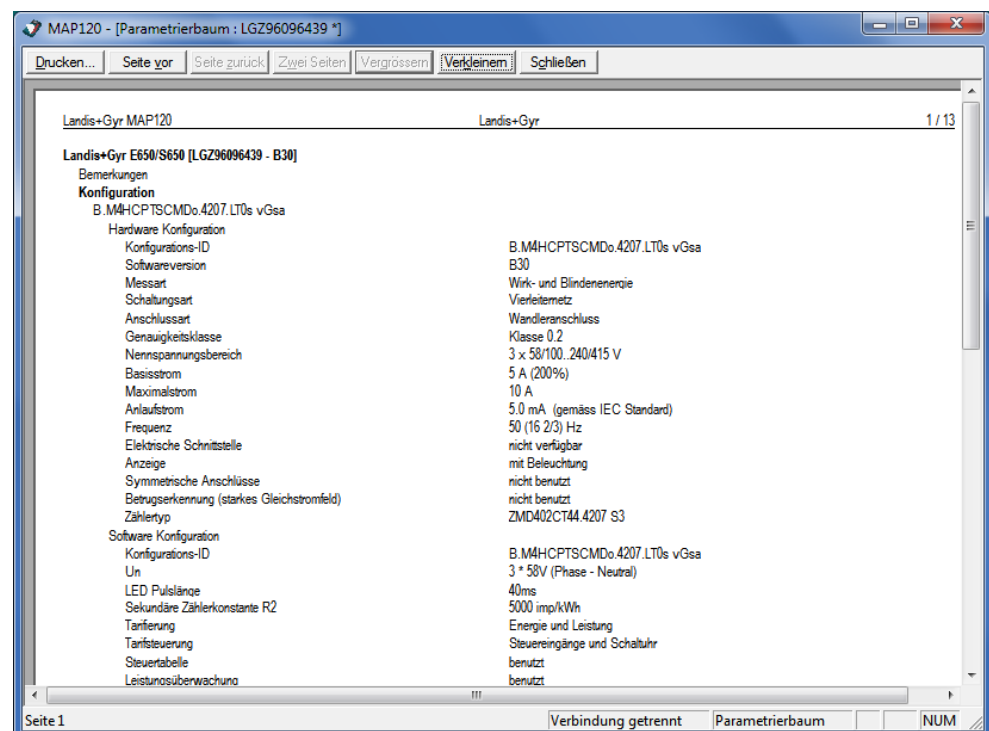 MAP120 - [Parametrierbaum : LGZ96096439 *]
Drucken... Seite vor Seite zurück Zwei Seiten Vergrössern Verkleinern Schließen
Landis+Gyr MAP120 Landis+Gyr 1 / 13
Landis+Gyr E650/S650 [LGZ96096439 - B30]
Bemerkungen
Konfiguration
B.M4HCPTSCMDo.4207.LT0s vGsa
Hardware Konfiguration
Konfigurations-ID B.M4HCPTSCMDo.4207.LT0s vGsa
Softwareversion B30
Messart Wirk- und Blindenenergie
Schaltungsart Vierleiternetz
Anschlussart Wandleranschluss
Genauigkeitsklasse Klasse 0.2
Nennspannungsbereich 3 x 58/100..240/415 V
Basisstrom 5 A (200%)
Maximalstrom 10 A
Anlaufstrom 5.0 mA (gemäss IEC Standard)
Frequenz 50 (16 2/3) Hz
Elektrische Schnittstelle nicht verfügbar
Anzeige mit Beleuchtung
Symmetrische Anschlüsse nicht benutzt
Betrugserkennung (starkes Gleichstromfeld) nicht benutzt
Zählertyp ZMD402CT44.4207 S3
Software Konfiguration
Konfigurations-ID B.M4HCPTSCMDo.4207.LT0s vGsa
Un 3 * 58V (Phase - Neutral)
LED Pulslänge 40ms
Sekundäre Zählerkonstante R2 5000 imp/kWh
Tarifierung Energie und Leistung
Tarifsteuerung Steuereingänge und Schaltuhr
Steuertabelle benutzt
Leistungsüberwachung benutzt
Seite 1 Verbindung getrennt Parametrierbaum NUM